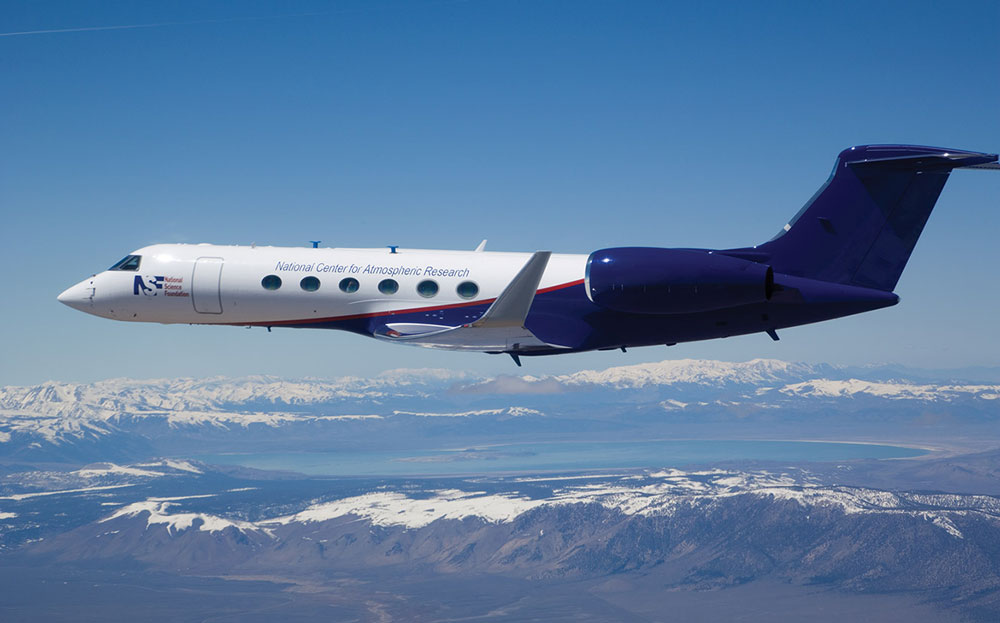 NSF
National
Science
Foundation
National Center for Atmospheric Research